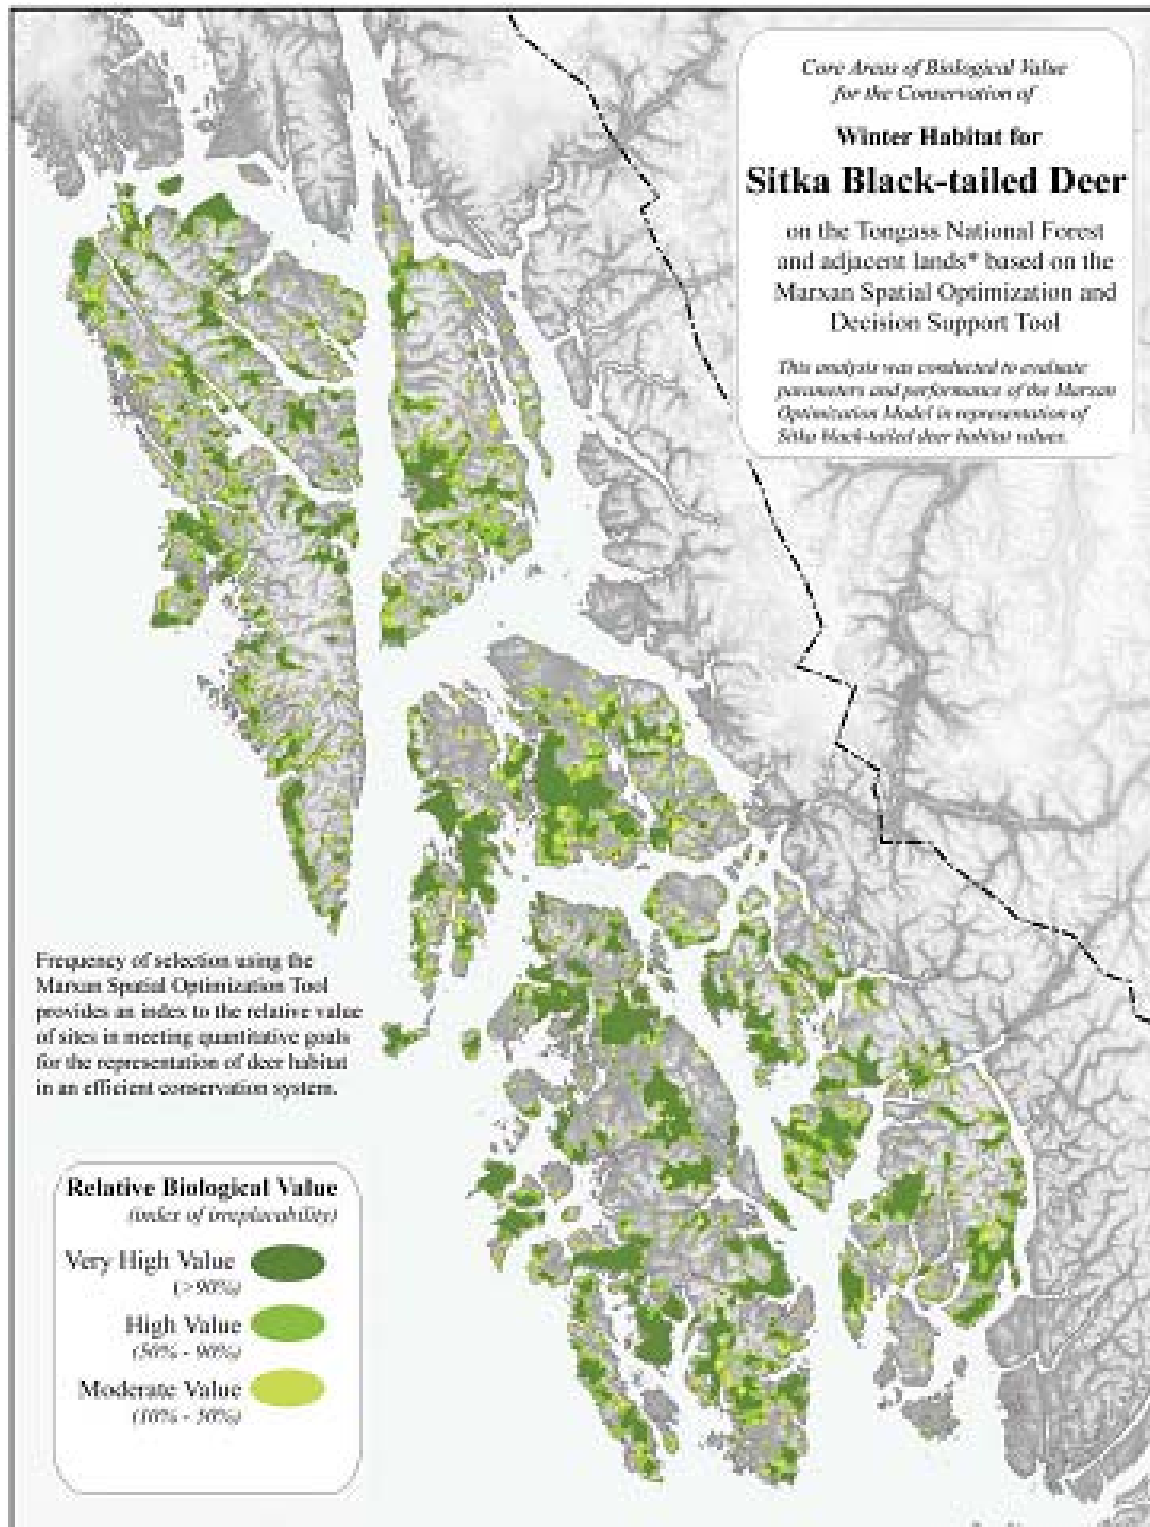 Core Areas of Biological Value
for the Conservation of
Winter Habitat for
Sitka Black-tailed Deer
on the Tongass National Forest
and adjacent lands* based on the
Marxan Spatial Optimization and
Decision Support Tool
This analysis was conducted to evaluate
parameters and performance of the Marxan
Optimization Model in representation of
Sitka black-tailed deer habitat values.
Frequency of selection using the
Marxan Spatial Optimization Tool
provides an index to the relative value
of sites in meeting quantitative goals
for the representation of deer habitat
in an efficient conservation system.
Relative Biological Value
(index of irreplacability)
Very High Value
(>90%)
High Value
(50% - 90%)
Moderate Value
(10% - 50%)